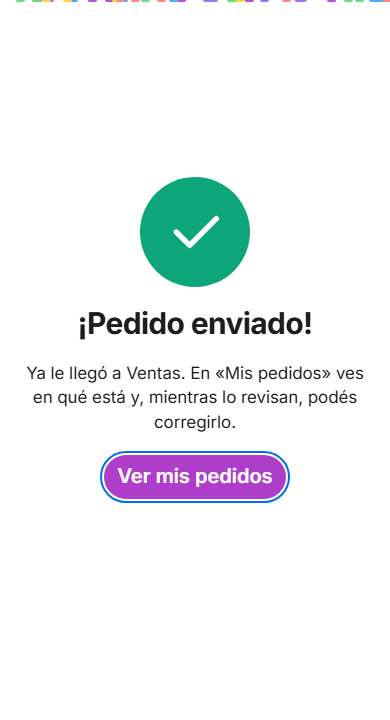 ¡Pedido enviado!
Ya le llegó a Ventas. En «Mis pedidos» ves
en qué está y, mientras lo revisan, podés
corregirlo.
Ver mis pedidos